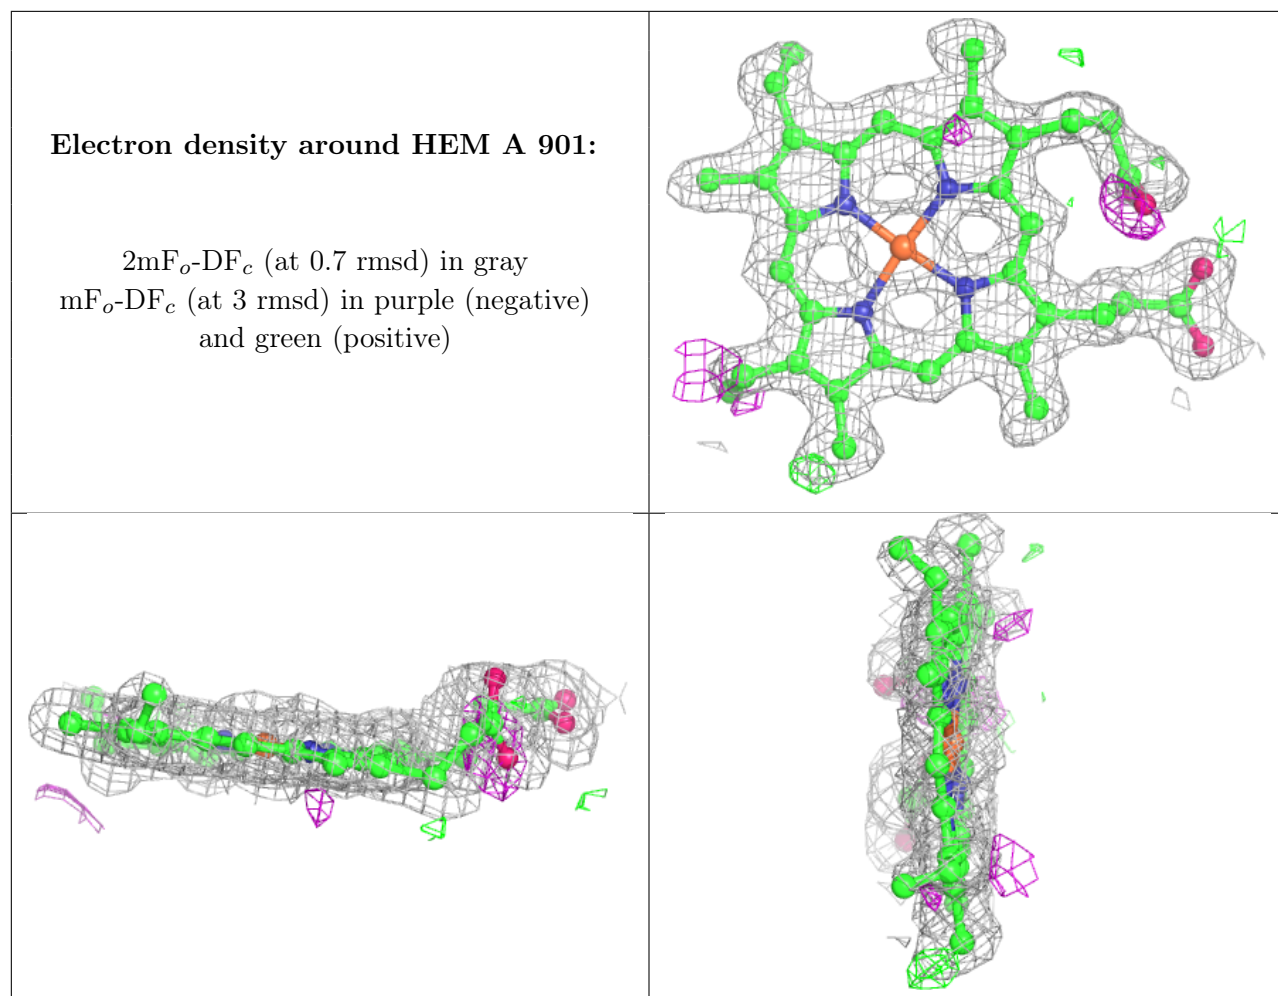 Electron density around HEM A 901:
2mFo-DFc (at 0.7 rmsd) in gray
mFo-DFc (at 3 rmsd) in purple (negative)
and green (positive)